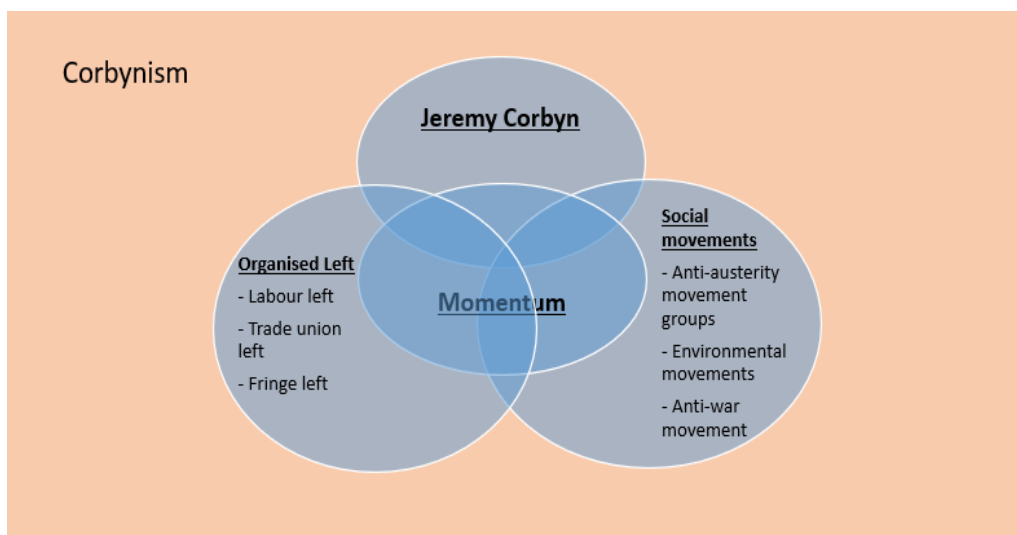 Corbynism
Jeremy Corbyn
Organised Left
- Labour left
- Trade union
left
- Fringe left
Momentum
Social
movements
- Anti-austerity
movement
groups
- Environmental
movements
- Anti-war
movement